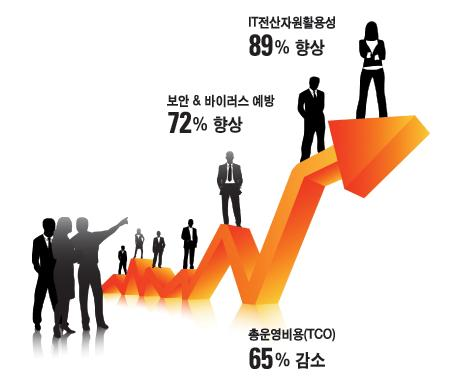 IT전산자원활용성
89% 향상
보안 & 바이러스 예방
72% 향상
총운영비용(TCO)
65% 감소